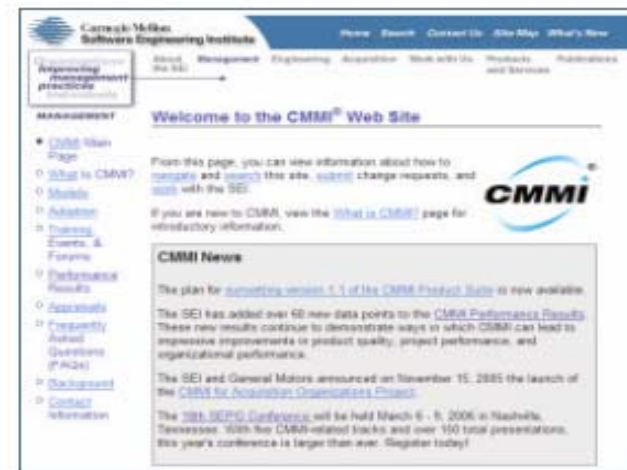 Carnegie Mellon
Software Engineering Institute
Home Search Contact Us Site Map What's New
About the SEI Management Engineering Acquisition Work with Us Products and Services Publications
Improving
management
practices
MANAGEMENT
CMMI Main
Page
What is CMMI?
Models
Adoption
Training,
Events, &
Forums
Performance
Results
Appraisals
Frequently
Asked
Questions
(FAQs)
Background
Contact
Information
Welcome to the CMMI® Web Site
From this page, you can view information about how to
navigate and search this site, submit change requests, and
work with the SEI.
If you are new to CMMI, view the What is CMMI? page for
introductory information.
CMMI®
CMMI News
The plan for sunsetting version 1.1 of the CMMI Product Suite is now available.
The SEI has added over 60 new data points to the CMMI Performance Results.
These new results continue to demonstrate ways in which CMMI can lead to
impressive improvements in product quality, project performance, and
organizational performance.
The SEI and General Motors announced on November 15, 2005 the launch of
the CMMI for Acquisition Organizations Project.
The 18th SEPG Conference will be held March 6 - 9, 2006 in Nashville,
Tennessee. With five CMMI-related tracks and over 150 total presentations,
this year's conference is larger than ever. Register today!